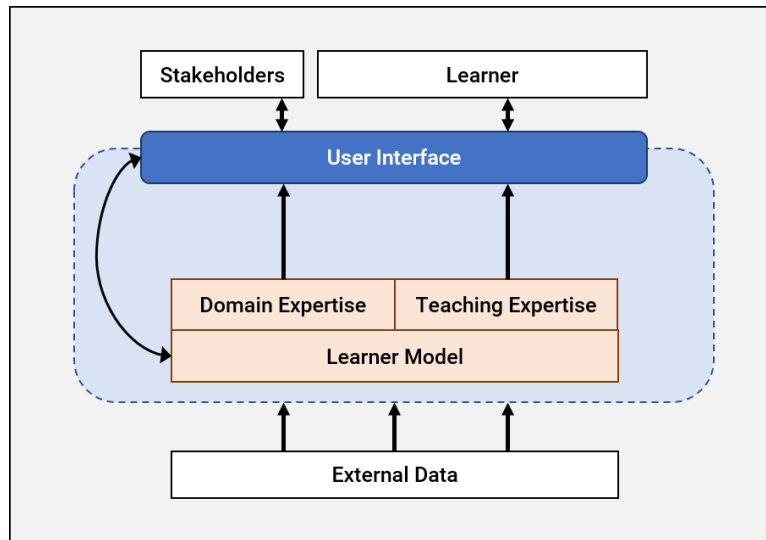 Stakeholders
Learner
User Interface
Domain Expertise
Teaching Expertise
Learner Model
External Data